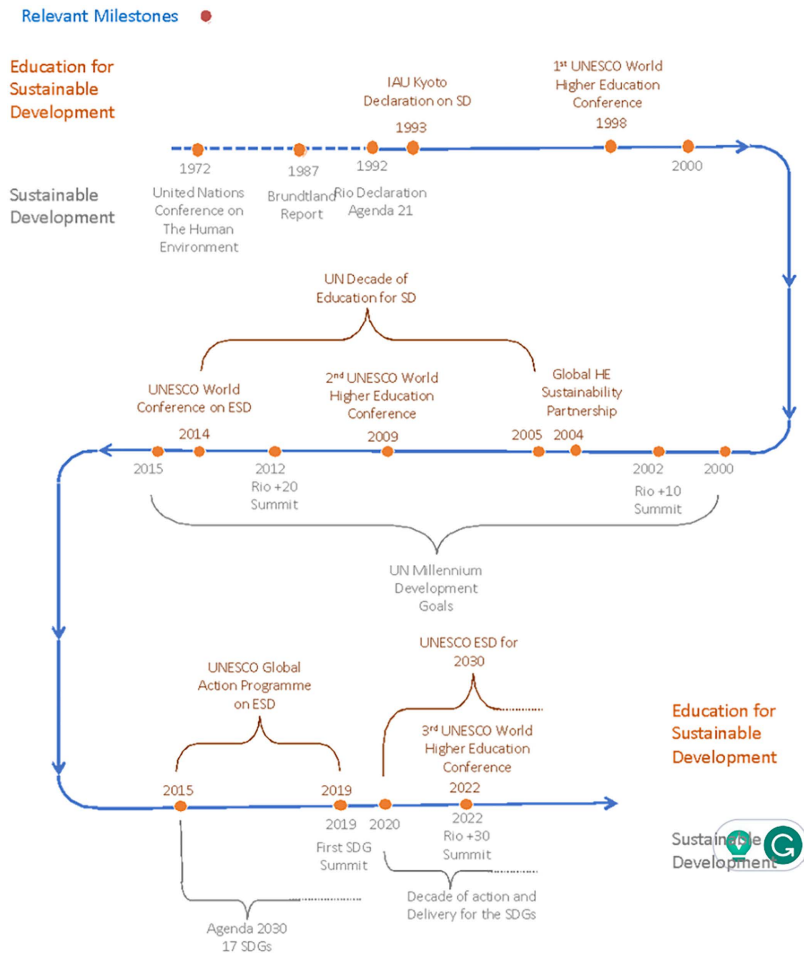 Relevant Milestones
Education for
Sustainable
Development
IAU Kyoto
Declaration on SD
1993
1st UNESCO World
Higher Education
Conference
1998
1972
1987
1992
2000
Sustainable
Development
United Nations
Conference on
The Human
Environment
Brundtland
Report
Rio Declaration
Agenda 21
UN Decade of
Education for SD
UNESCO World
Conference on ESD
2014
2nd UNESCO World
Higher Education
Conference
2009
Global HE
Sustainability
Partnership
2005
2004
2015
2012
Rio +20
Summit
2002
Rio +10
Summit
2000
UN Millennium
Development
Goals
UNESCO Global
Action Programme
on ESD
UNESCO ESD for
2030
3rd UNESCO World
Higher Education
Conference
2015
2019
2022
Education for
Sustainable
Development
2019
First SDG
Summit
2020
2022
Rio +30
Summit
Sustainable
Development
Agenda 2030
17 SDGs
Decade of action and
Delivery for the SDGs